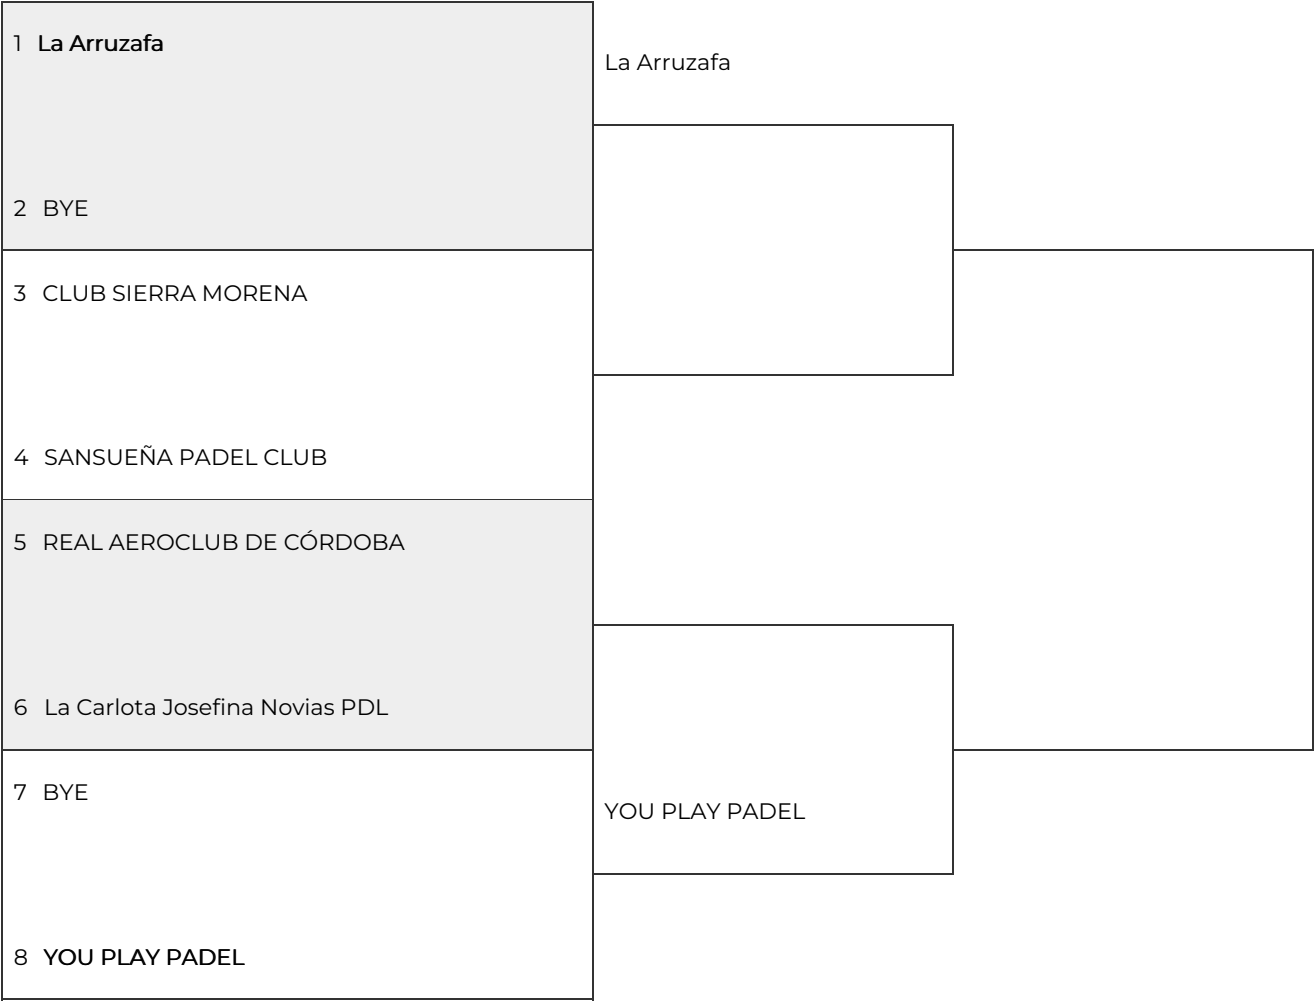 1 La Arruzafa
La Arruzafa
2 BYE
3 CLUB SIERRA MORENA
4 SANSUEÑA PADEL CLUB
5 REAL AEROCLUB DE CÓRDOBA
6 La Carlota Josefina Novias PDL
7 BYE
YOU PLAY PADEL
8 YOU PLAY PADEL